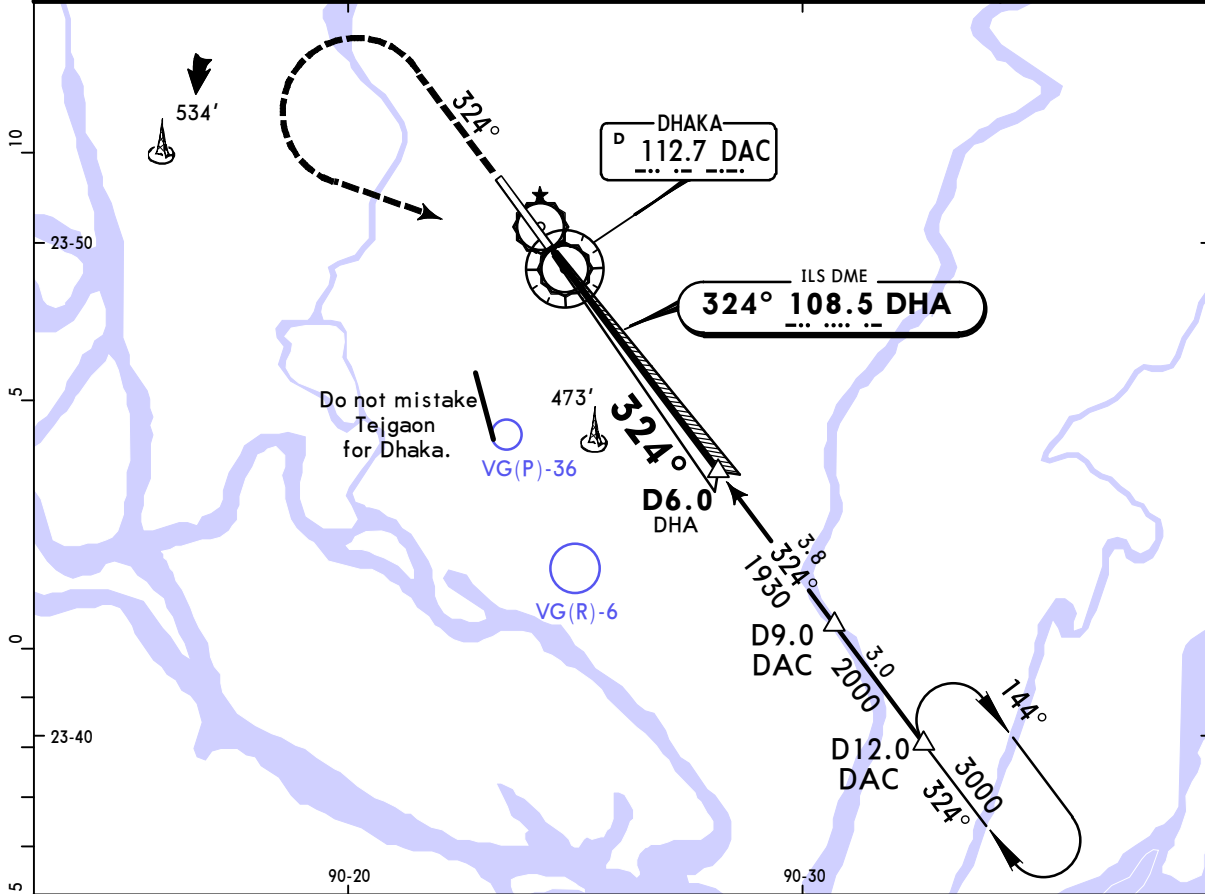 534'
324°
DHAKA
D 112.7 DAC
10
23-50
ILS DME
324° 108.5 DHA
5
Do not mistake
Tejgaon
for Dhaka.
473'
VG(P)-36
324°
D6.0
DHA
3.8
324°
1930
VG(R)-6
0
D9.0
DAC
3.0
2000
144°
23-40
D12.0
DAC
3000
324°
5
90-20
90-30